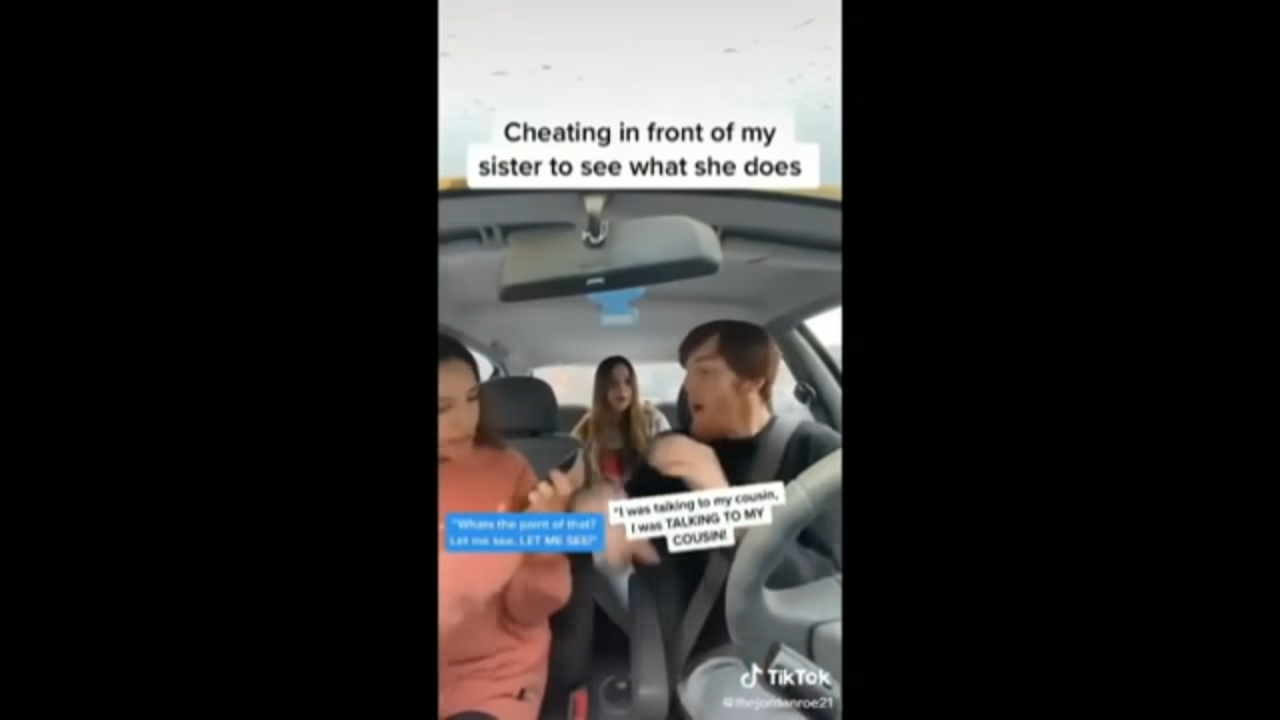 Cheating in front of my
sister to see what she does
"Whats the point of that?
Let me see. LET ME SEE!"
"I was talking to my cousin,
I was TALKING TO MY
COUSIN!
TikTok
@thejordanroe21